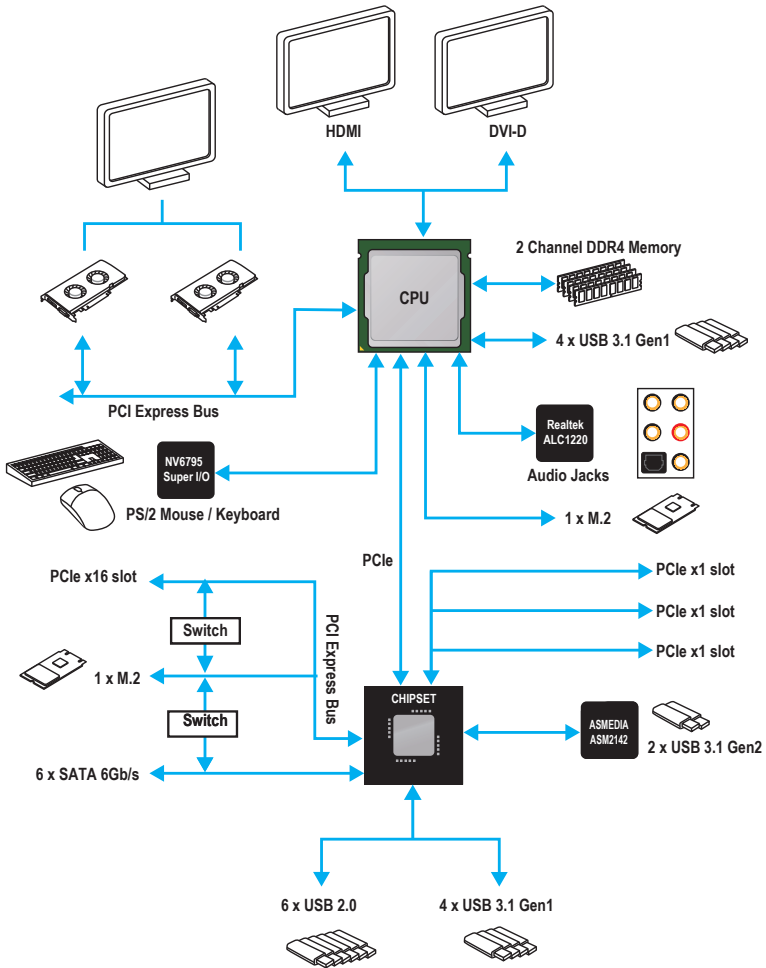 HDMI
DVI-D
2 Channel DDR4 Memory
CPU
4 x USB 3.1 Gen1
PCI Express Bus
Realtek
ALC1220
Audio Jacks
NV6795
Super I/O
PS/2 Mouse / Keyboard
1 x M.2
PCIe
PCIe x16 slot
PCIe x1 slot
Switch
PCI Express Bus
PCIe x1 slot
PCIe x1 slot
1 x M.2
CHIPSET
Switch
ASMEDIA
ASM2142
2 x USB 3.1 Gen2
6 x SATA 6Gb/s
6 x USB 2.0
4 x USB 3.1 Gen1